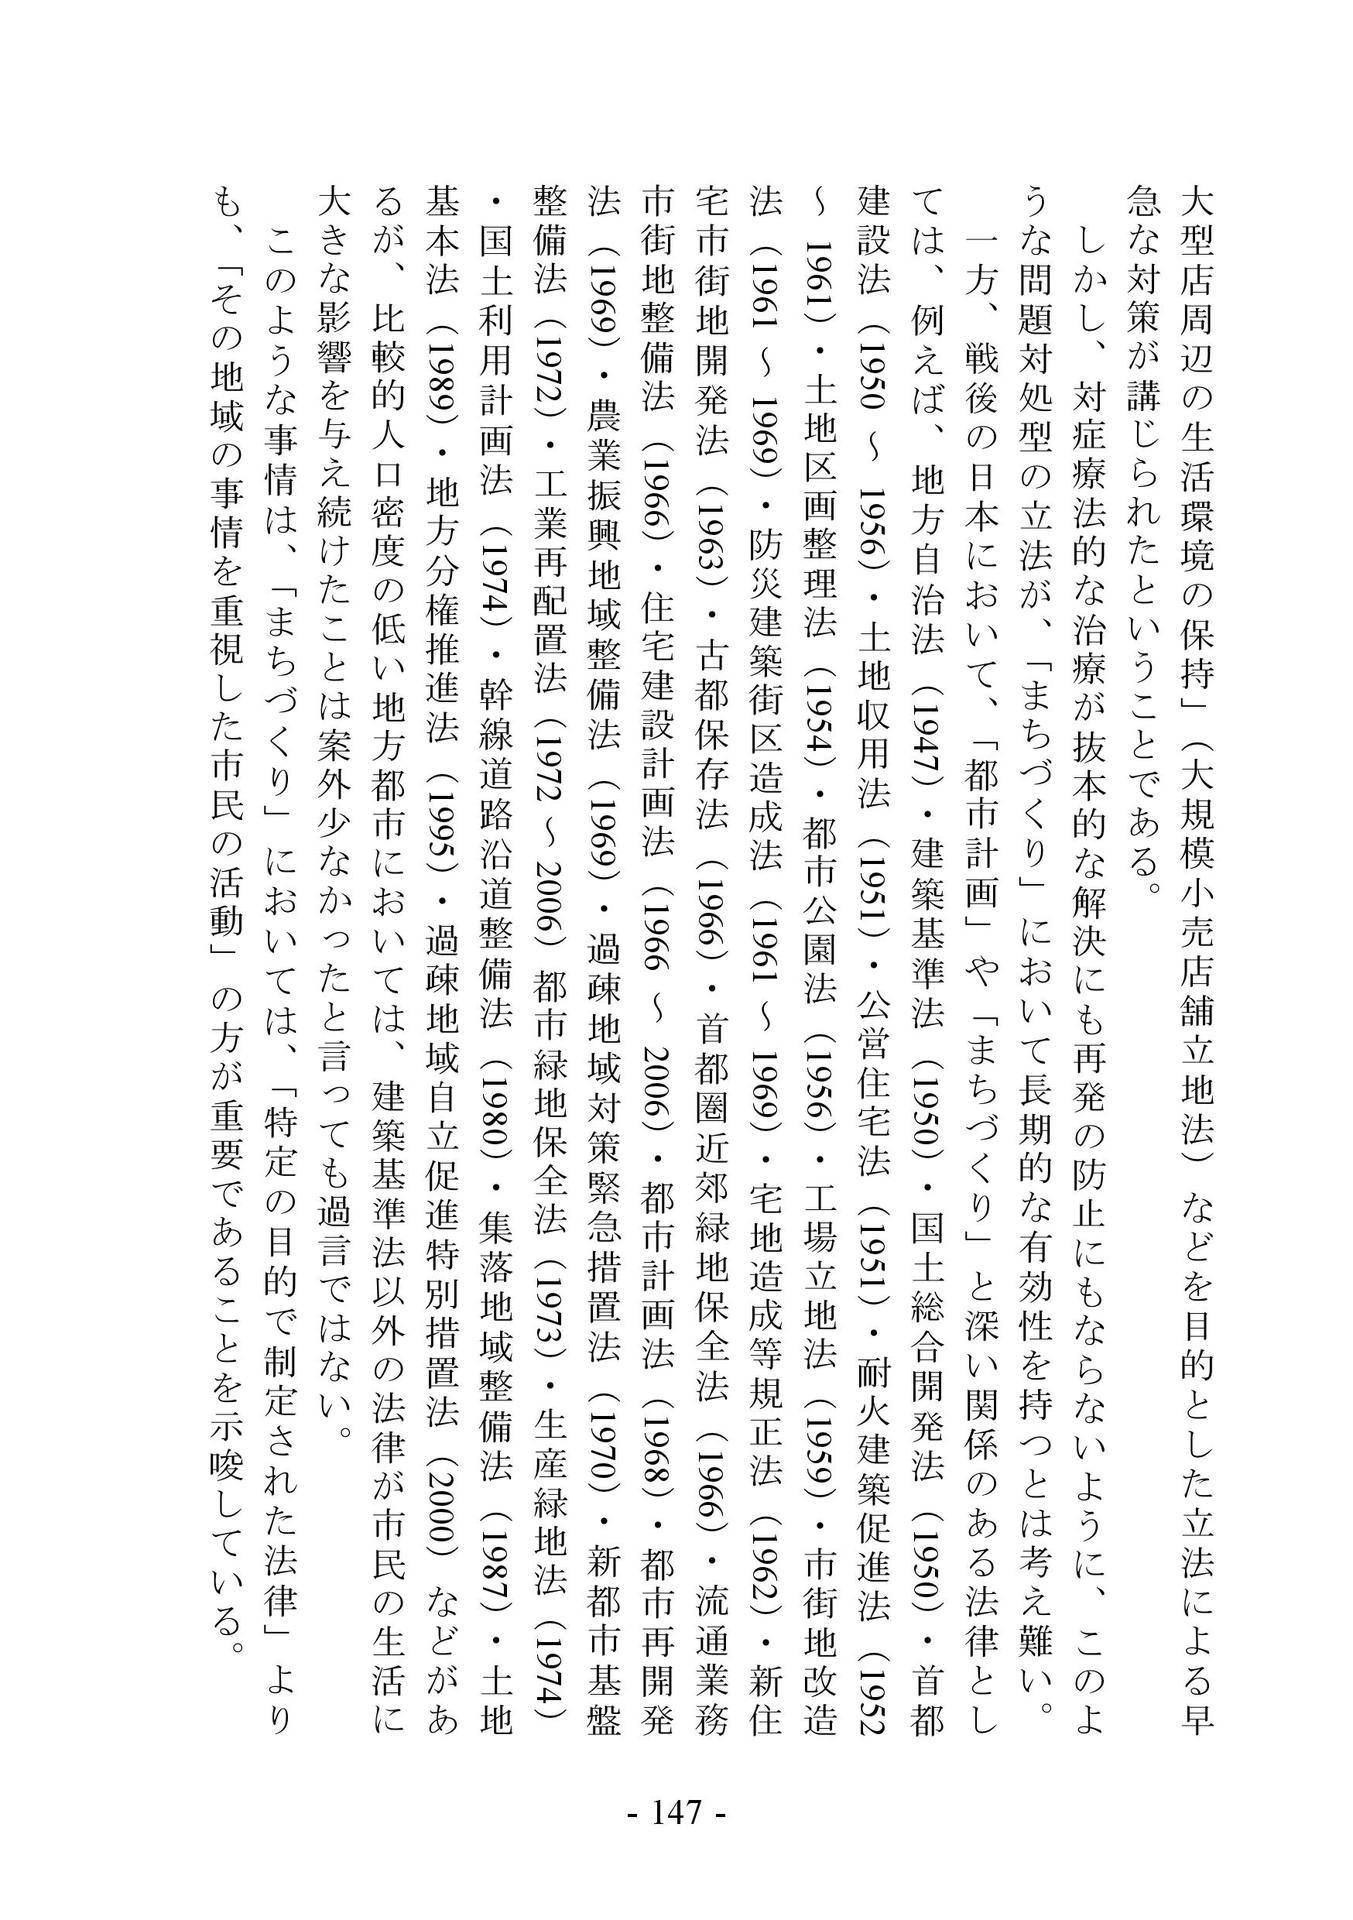 大型店周辺の生活環境の保持」（大規模小売店舗立地法）などを目的とした立法による早
急な対策が講じられたということである。
しかし、対症療法的な治療が抜本的な解決にも再発の防止にもならないように、このよ
うな問題対処型の立法が、「まちづくり」において長期的な有効性を持つとは考え難い。
一方、戦後の日本において、「都市計画」や「まちづくり」と深い関係のある法律とし
ては、例えば、地方自治法（1947）・建築基準法（1950）・国土総合開発法（1950）・首都
建設法（1950～1956）・土地収用法（1951）・公営住宅法（1951）・耐火建築促進法（1952
～1961）・土地区画整理法（1954）・都市公園法（1956）・工場立地法（1959）・市街地改造
法（1961～1969）・防災建築街区造成法（1961～1969）・宅地造成等規正法（1962）・新住
宅市街地開発法（1963）・古都保存法（1966）・首都圏近郊緑地保全法（1966）・流通業務
市街地整備法（1966）・住宅建設計画法（1966～2006）・都市計画法（1968）・都市再開発
法（1969）・農業振興地域整備法（1969）・過疎地域対策緊急措置法（1970）・新都市基盤
整備法（1972）・工業再配置法（1972～2006）都市緑地保全法（1973）・生産緑地法（1974）
・国土利用計画法（1974）・幹線道路沿道整備法（1980）・集落地域整備法（1987）・土地
基本法（1989）・地方分権推進法（1995）・過疎地域自立促進特別措置法（2000）などがあ
るが、比較的人口密度の低い地方都市においては、建築基準法以外の法律が市民の生活に
大きな影響を与え続けたことは案外少なかったと言っても過言ではない。
このような事情は、「まちづくり」においては、「特定の目的で制定された法律」より
も、「その地域の事情を重視した市民の活動」の方が重要であることを示唆している。
- 147 -